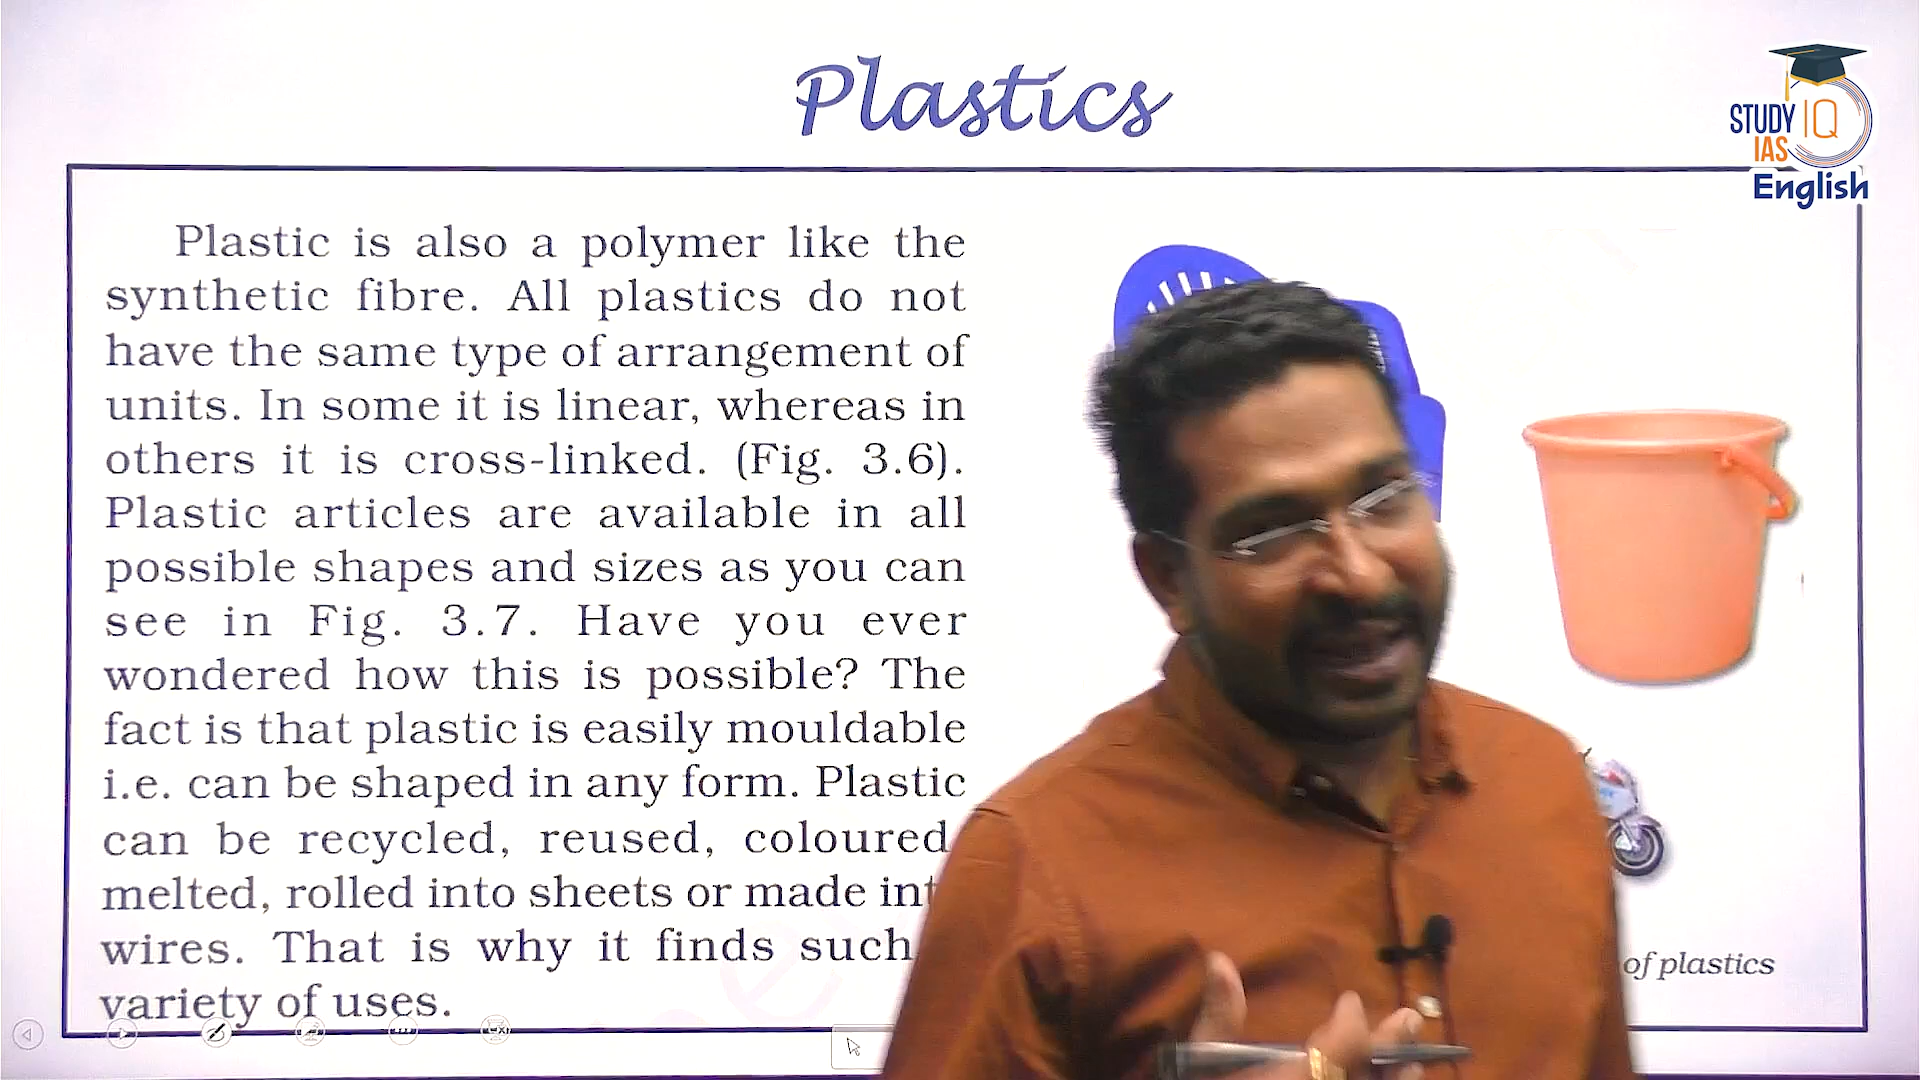 Plastics
STUDY IQ
IAS
English
Plastic is also a polymer like the
synthetic fibre. All plastics do not
have the same type of arrangement of
units. In some it is linear, whereas in
others it is cross-linked. (Fig. 3.6).
Plastic articles are available in all
possible shapes and sizes as you can
see in Fig. 3.7. Have you ever
wondered how this is possible? The
fact is that plastic is easily mouldable
i.e. can be shaped in any form. Plastic
can be recycled, reused, coloured
melted, rolled into sheets or made
wires. That is why it finds such
variety of uses.
of plastics